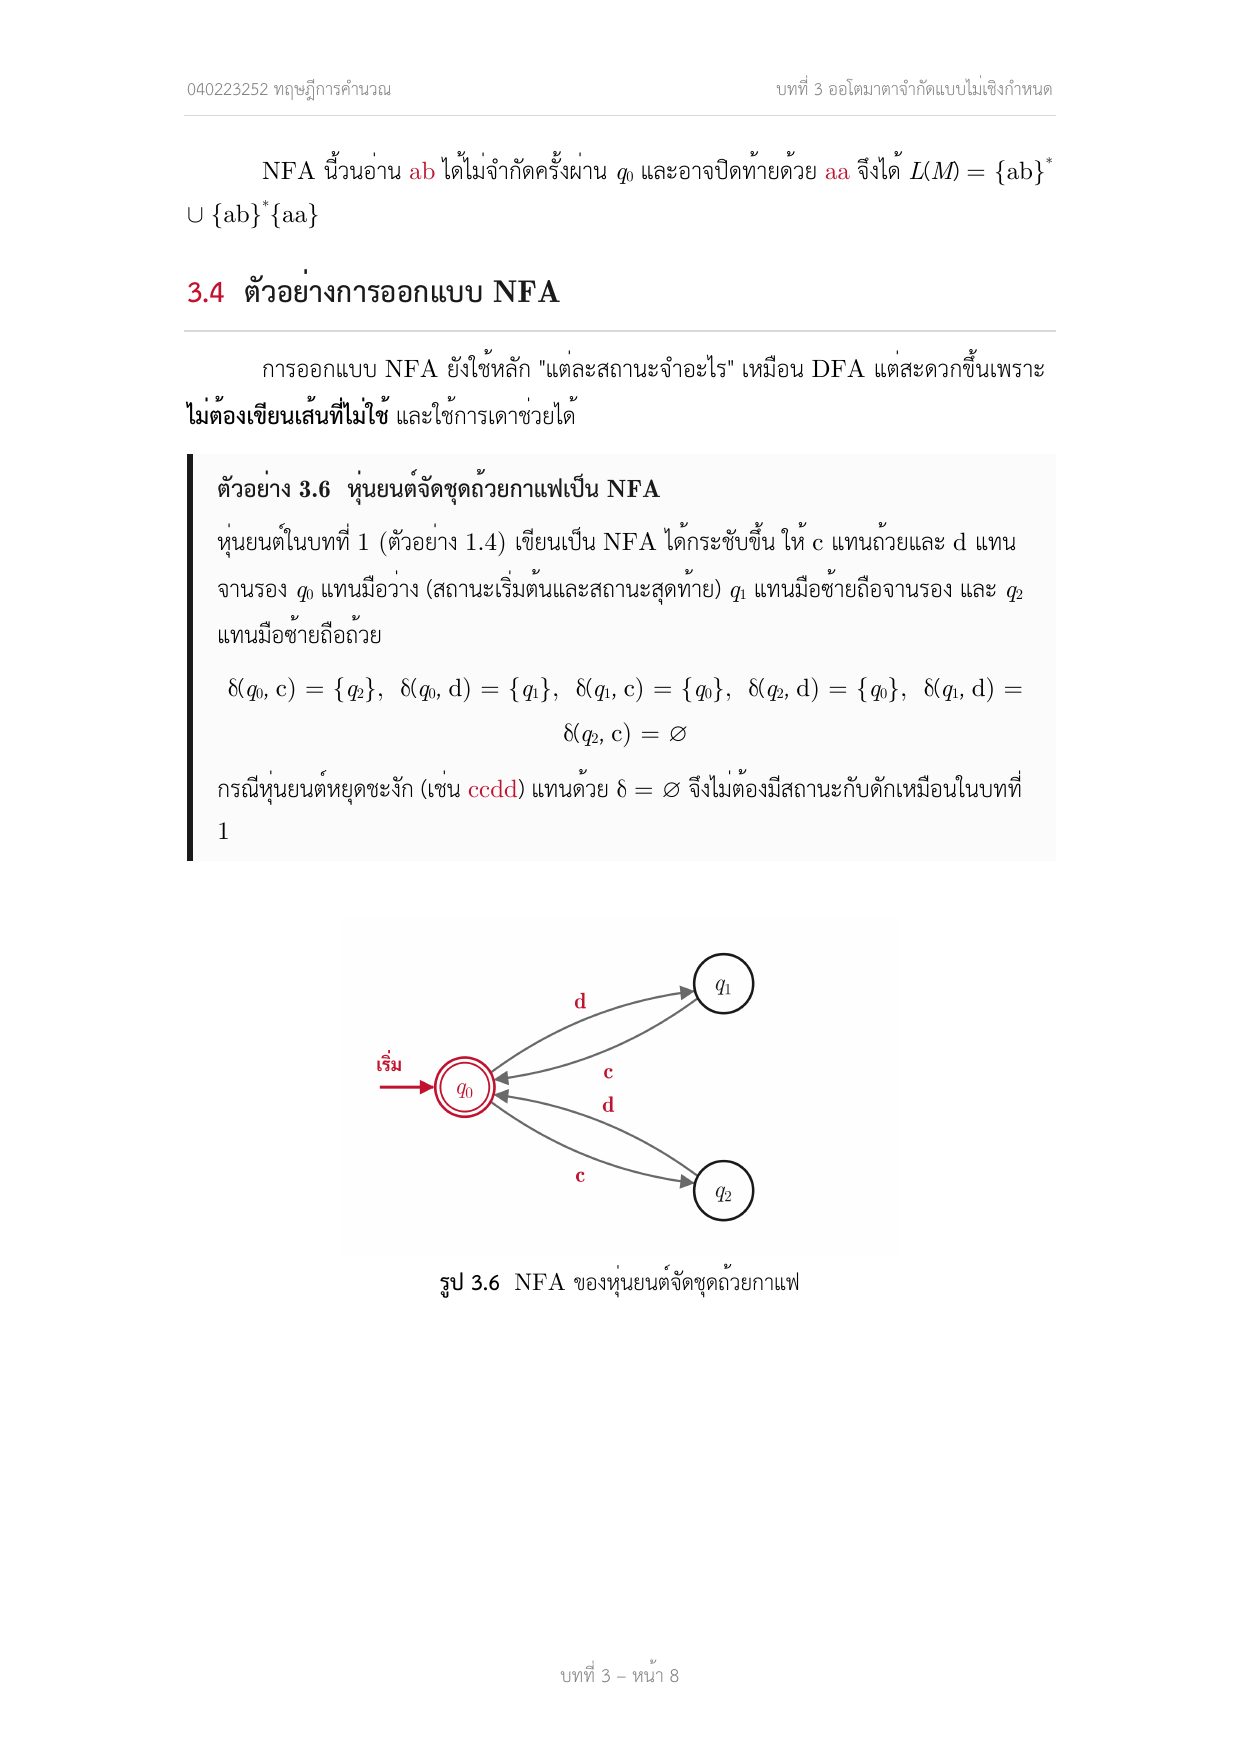 040223252 ทฤษฎีการคำนวณ
บทที่ 3 ออโตมาตาจำกัดแบบไม่เชิงกำหนด
NFA นี้วนอ่าน ab ได้ไม่จำกัดครั้งผ่าน q₀ และอาจปิดท้ายด้วย aa จึงได้ L(M) = {ab}*
∪ {ab}*{aa}
3.4 ตัวอย่างการออกแบบ NFA
การออกแบบ NFA ยังใช้หลัก "แต่ละสถานะจำอะไร" เหมือน DFA แต่สะดวกขึ้นเพราะ
ไม่ต้องเขียนเส้นที่ไม่ใช้ และใช้การเดาช่วยได้
ตัวอย่าง 3.6 หุ่นยนต์จัดชุดถ้วยกาแฟเป็น NFA
หุ่นยนต์ในบทที่ 1 (ตัวอย่าง 1.4) เขียนเป็น NFA ได้กระชับขึ้น ให้ c แทนถ้วยและ d แทน
จานรอง q₀ แทนมือว่าง (สถานะเริ่มต้นและสถานะสุดท้าย) q₁ แทนมือซ้ายถือจานรอง และ q₂
แทนมือซ้ายถือถ้วย
δ(q₀, c) = {q₂}, δ(q₀, d) = {q₁}, δ(q₁, c) = {q₀}, δ(q₂, d) = {q₀}, δ(q₁, d) =
δ(q₂, c) = ∅
กรณีหุ่นยนต์หยุดชะงัก (เช่น ccdd) แทนด้วย δ = ∅ จึงไม่ต้องมีสถานะกับดักเหมือนในบทที่
1
q₁
d
เริ่ม
c
q₀
d
c
q₂
รูป 3.6 NFA ของหุ่นยนต์จัดชุดถ้วยกาแฟ
บทที่ 3 – หน้า 8